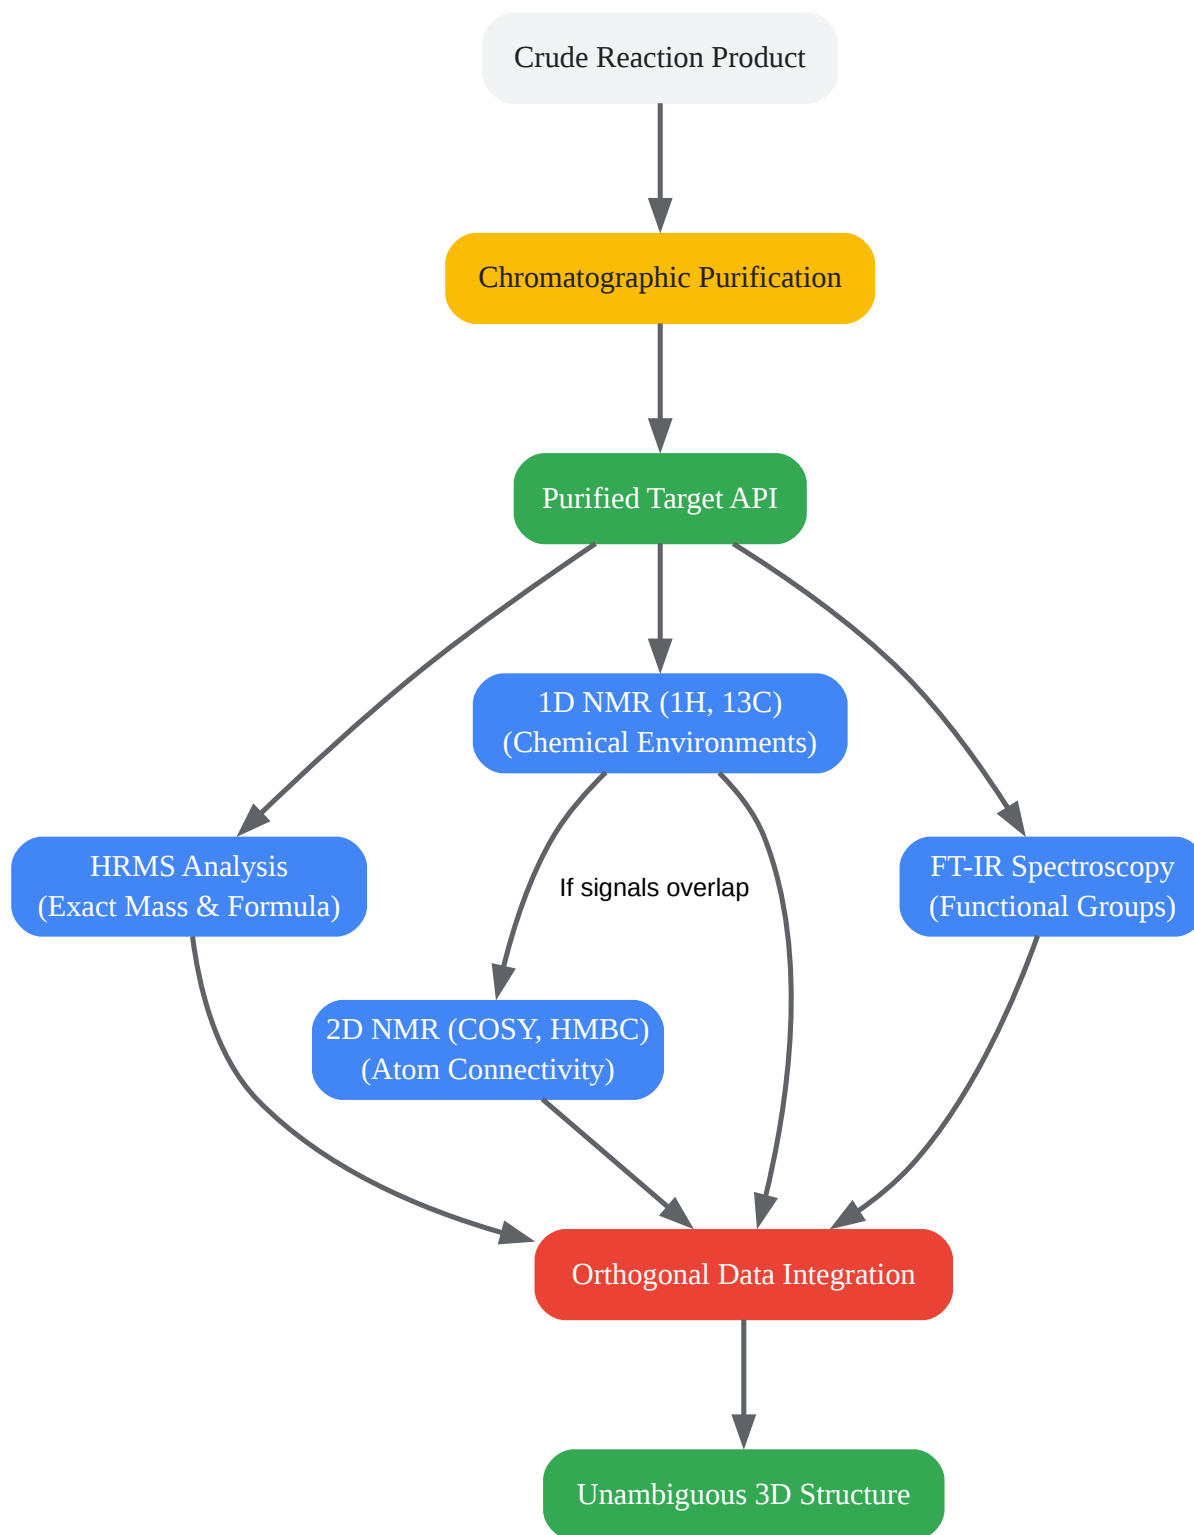 Crude Reaction Product
Chromatographic Purification
Purified Target API
1D NMR (1H, 13C)
(Chemical Environments)
HRMS Analysis
(Exact Mass & Formula)
If signals overlap
FT-IR Spectroscopy
(Functional Groups)
2D NMR (COSY, HMBC)
(Atom Connectivity)
Orthogonal Data Integration
Unambiguous 3D Structure